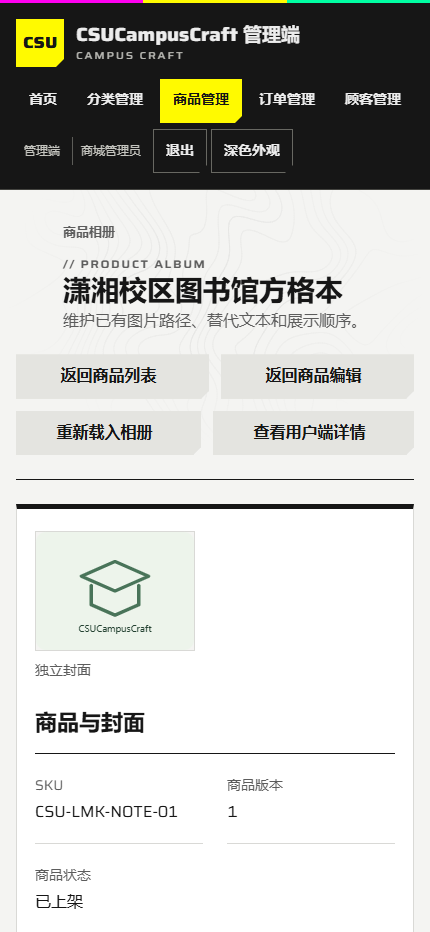 CSU CSUCampusCraft 管理端
CAMPUS CRAFT
首页 分类管理 商品管理 订单管理 顾客管理
管理端 商城管理员 退出 深色外观
商品相册
// PRODUCT ALBUM
潇湘校区图书馆方格本
维护已有图片路径、替代文本和展示顺序。
返回商品列表 返回商品编辑
重新载入相册 查看用户端详情
CSUCampusCraft
独立封面
商品与封面
SKU 商品版本
CSU-LMK-NOTE-01 1
商品状态
已上架